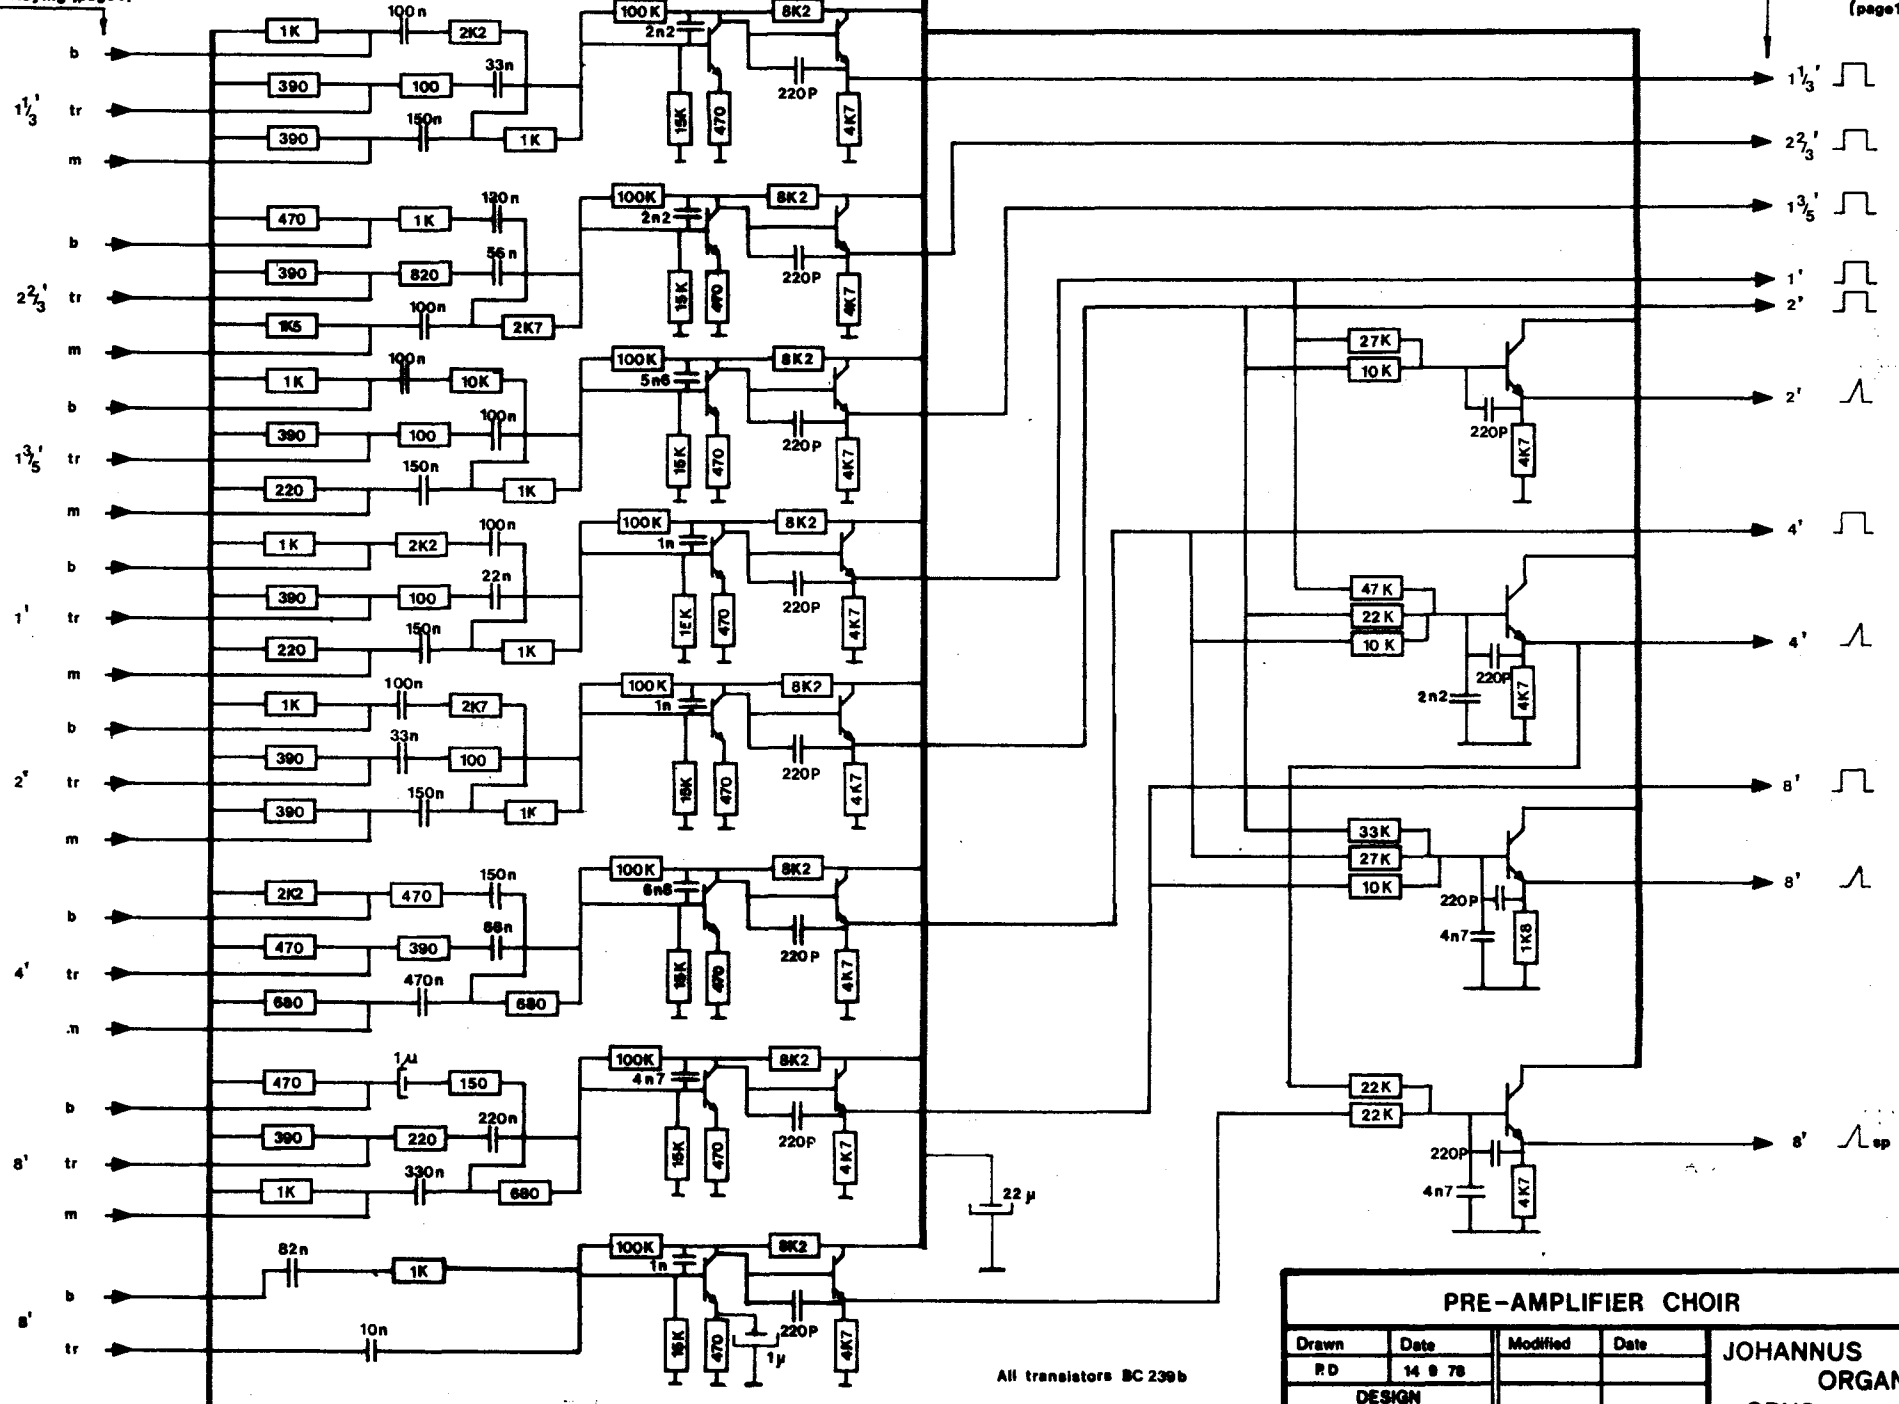 (page1
100n
1K
2K2
100K
8K2
2n2
b
33n
390
100
220P
1⅓'
1⅓' tr
150n
15K
470
4K7
390
1K
m
2⅔'
120n
100K
8K2
470
1K
2n2
1⅗'
b
56n
390
820
220P
1'
2⅔' tr
100n
15K
470
4K7
2'
1K5
2K7
m
100n
100K
8K2
27K
1K
10K
5n6
10K
b
100n
2'
390
100
220P
220P
1⅗' tr
150n
15K
470
4K7
4K7
220
1K
m
100n
100K
8K2
4'
1K
2K2
1n
b
22n
47K
390
100
220P
22K
1' tr
150n
15K
470
4K7
10K
4'
220
1K
m
100n
100K
8K2
220P
1K
2K7
1n
2n2
4K7
b
33n
390
100
220P
2' tr
150n
15K
470
4K7
8'
390
1K
m
33K
150n
100K
8K2
27K
2K2
470
6n8
10K
8'
b
68n
220P
470
390
220P
4n7
1K8
4' tr
470n
15K
470
4K7
680
680
1µ
100K
8K2
470
150
4n7
22K
b
220n
22K
390
220
220P
8' sp
8' tr
330n
15K
470
4K7
220P
1K
680
22µ
4n7
4K7
m
82n
100K
8K2
1K
1n
b
8'
10n
220P
tr
15K
470
1µ
4K7
All transistors BC 239b
PRE-AMPLIFIER CHOIR
Drawn Date Modified Date
P.D 14 9 78
DESIGN
JOHANNUS
ORGAN